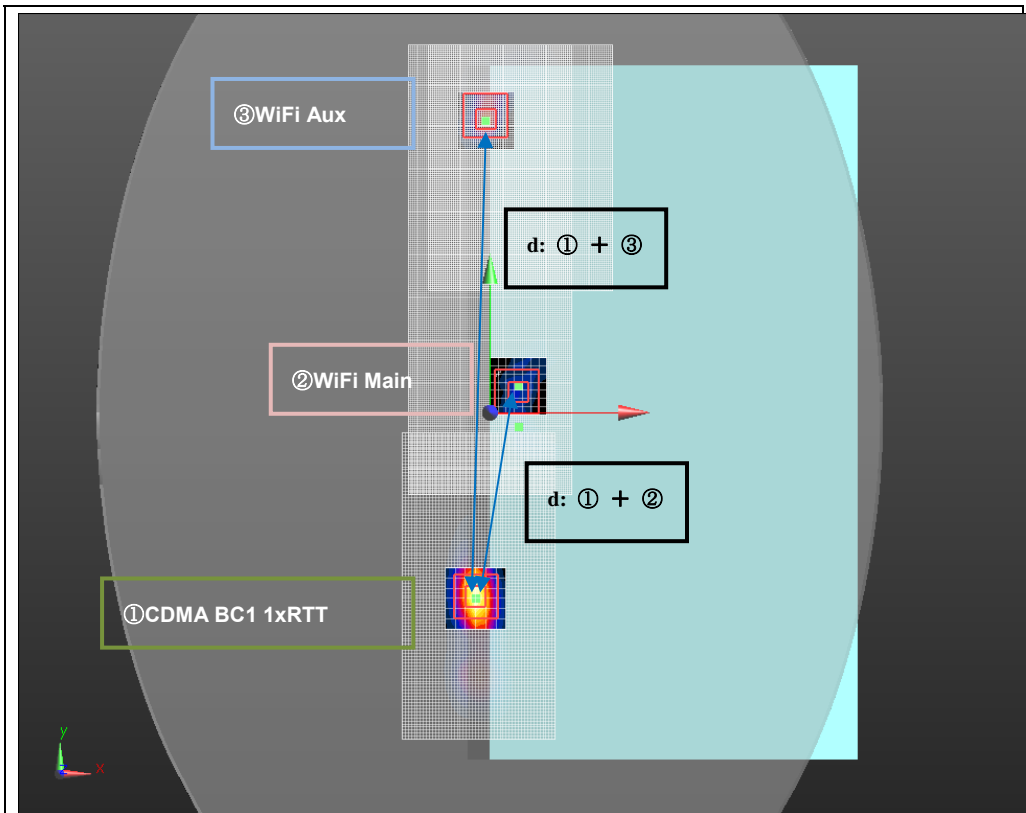 ③WiFi Aux
d: ① + ③
②WiFi Main
d: ① + ②
①CDMA BC1 1xRTT
y
x